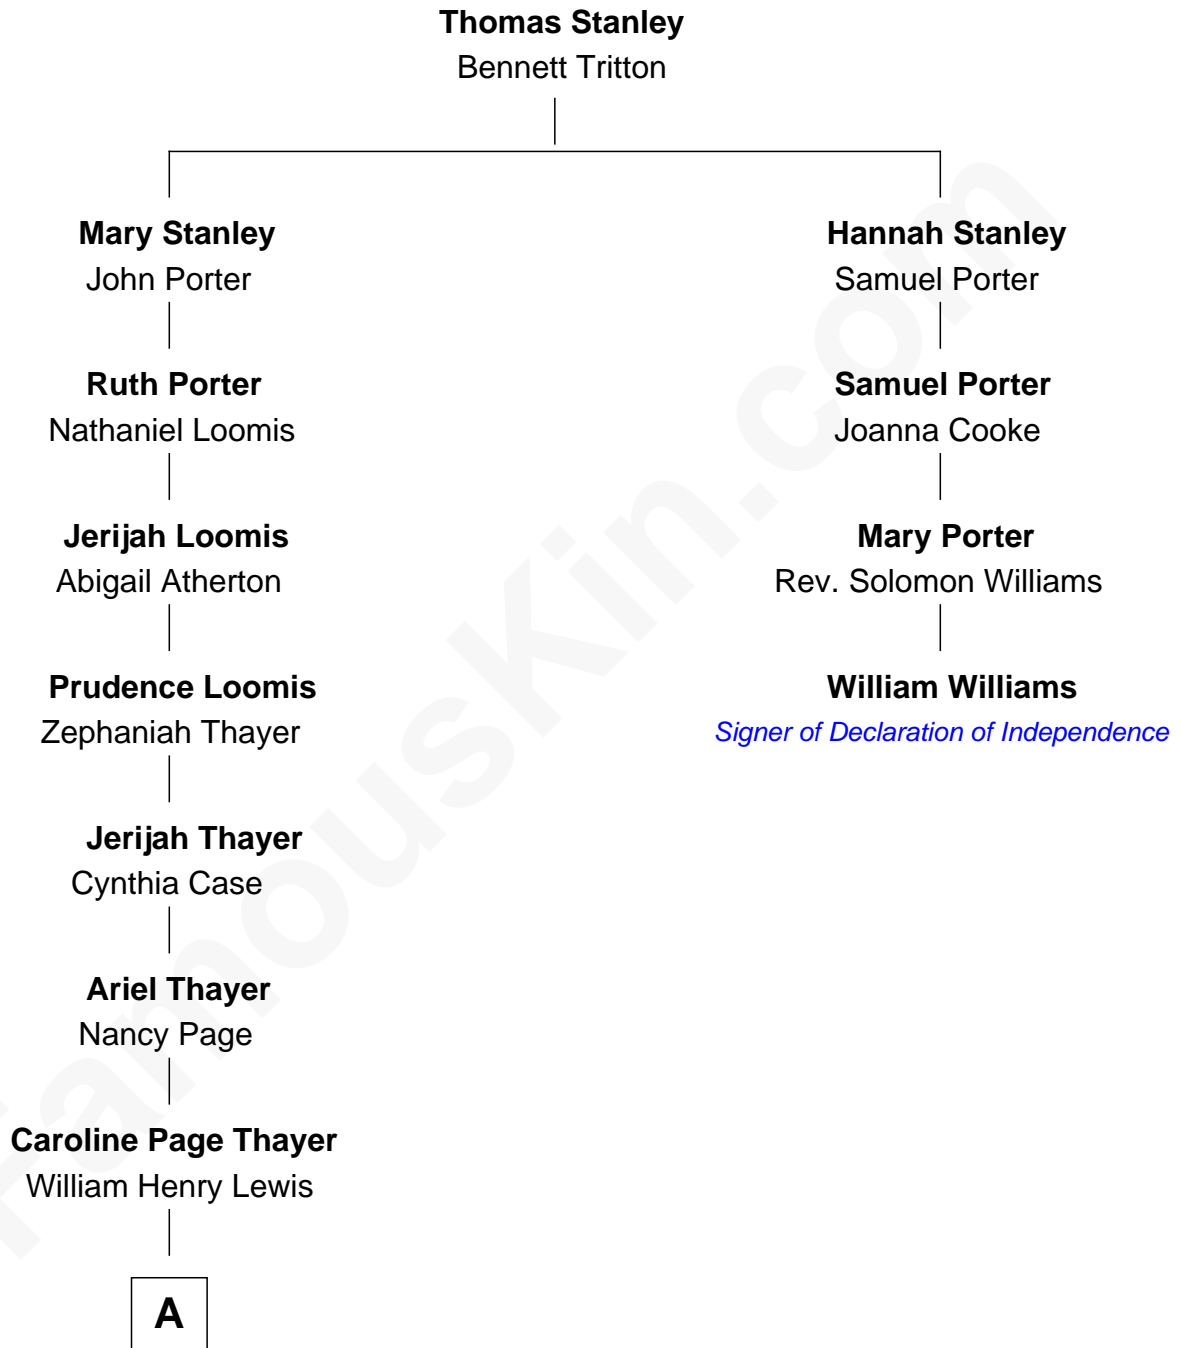 Thomas Stanley
Bennett Tritton
Mary Stanley
John Porter
Hannah Stanley
Samuel Porter
Ruth Porter
Nathaniel Loomis
Samuel Porter
Joanna Cooke
Jerijah Loomis
Abigail Atherton
Mary Porter
Rev. Solomon Williams
Prudence Loomis
Zephaniah Thayer
William Williams
Signer of Declaration of Independence
Jerijah Thayer
Cynthia Case
Ariel Thayer
Nancy Page
Caroline Page Thayer
William Henry Lewis
A
FamousKin.com